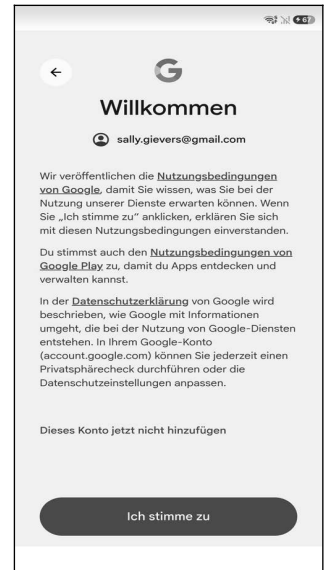 67
G
Willkommen
sally.gievers@gmail.com
Wir veröffentlichen die Nutzungsbedingungen
von Google, damit Sie wissen, was Sie bei der
Nutzung unserer Dienste erwarten können. Wenn
Sie „Ich stimme zu“ anklicken, erklären Sie sich
mit diesen Nutzungsbedingungen einverstanden.
Du stimmst auch den Nutzungsbedingungen von
Google Play zu, damit du Apps entdecken und
verwalten kannst.
In der Datenschutzerklärung von Google wird
beschrieben, wie Google mit Informationen
umgeht, die bei der Nutzung von Google-Diensten
entstehen. In Ihrem Google-Konto
(account.google.com) können Sie jederzeit einen
Privatsphärecheck durchführen oder die
Datenschutzeinstellungen anpassen.
Dieses Konto jetzt nicht hinzufügen
Ich stimme zu